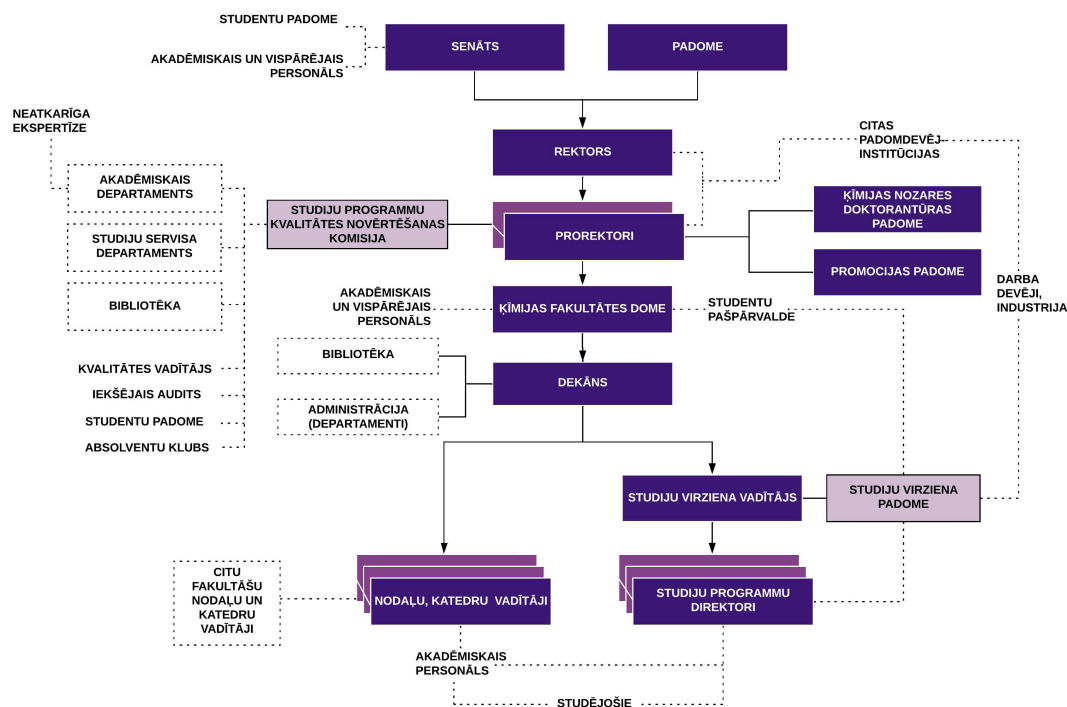 STUDENTU PADOME
SENĀTS
PADOME
AKADĒMISKAIS UN VISPĀRĒJAIS
PERSONĀLS
NEATKARĪGA
EKSPERTĪZE
CITAS
PADOMDEVĒJ-
INSTITŪCIJAS
REKTORS
AKADĒMISKAIS
DEPARTAMENTS
STUDIJU PROGRAMMU
KVALITĀTES NOVĒRTĒŠANAS
KOMISIJA
ĶĪMIJAS NOZARES
DOKTORANTŪRAS
PADOME
PROREKTORI
STUDIJU SERVISA
DEPARTAMENTS
PROMOCIJAS PADOME
BIBLIOTĒKA
AKADĒMISKAIS
UN VISPĀRĒJAIS
PERSONĀLS
ĶĪMIJAS FAKULTĀTES DOME
STUDENTU
PAŠPĀRVALDE
DARBA
DEVĒJI,
INDUSTRIJA
BIBLIOTĒKA
KVALITĀTES VADĪTĀJS
DEKĀNS
IEKŠĒJAIS AUDITS
ADMINISTRĀCIJA
(DEPARTAMENTI)
STUDENTU PADOME
ABSOLVENTU KLUBS
STUDIJU VIRZIENA VADĪTĀJS
STUDIJU VIRZIENA
PADOME
CITU
FAKULTĀŠU
NODAĻU UN
KATEDRU
VADĪTĀJI
NODAĻU, KATEDRU VADĪTĀJI
STUDIJU PROGRAMMU
DIREKTORI
AKADĒMISKAIS
PERSONĀLS
STUDĒJOŠIE